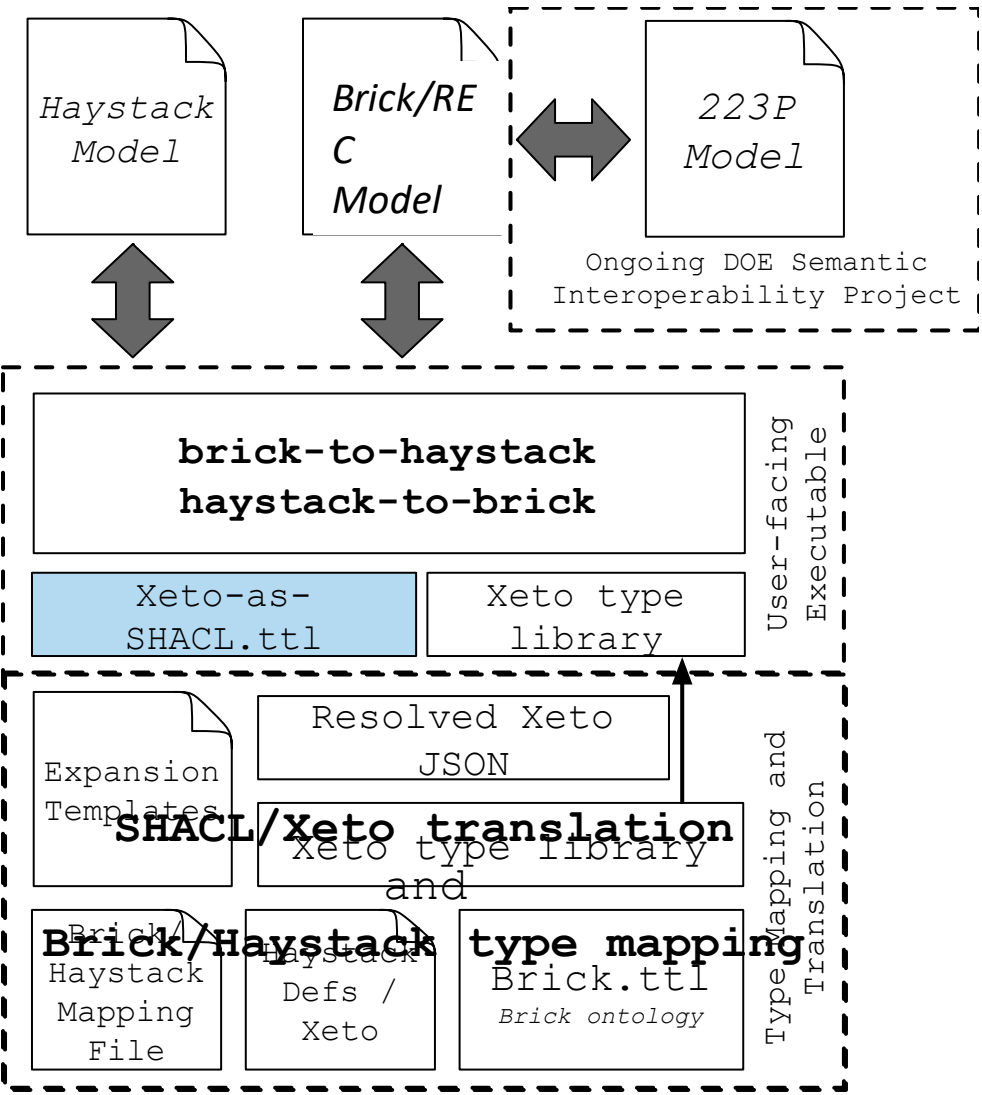 Haystack
Model
Brick/RE
C
Model
223P
Model
Ongoing DOE Semantic
Interoperability Project
brick-to-haystack
haystack-to-brick
User-facing
Executable
Xeto-as-
SHACL.ttl
Xeto type
library
Expansion
Templates
Resolved Xeto
JSON
SHACL/Xeto translation
Xeto type library
and
Brick/Haystack type mapping
Brick/
Haystack
Mapping
File
Haystack
Defs /
Xeto
Brick.ttl
Brick ontology
Type Mapping and
Translation